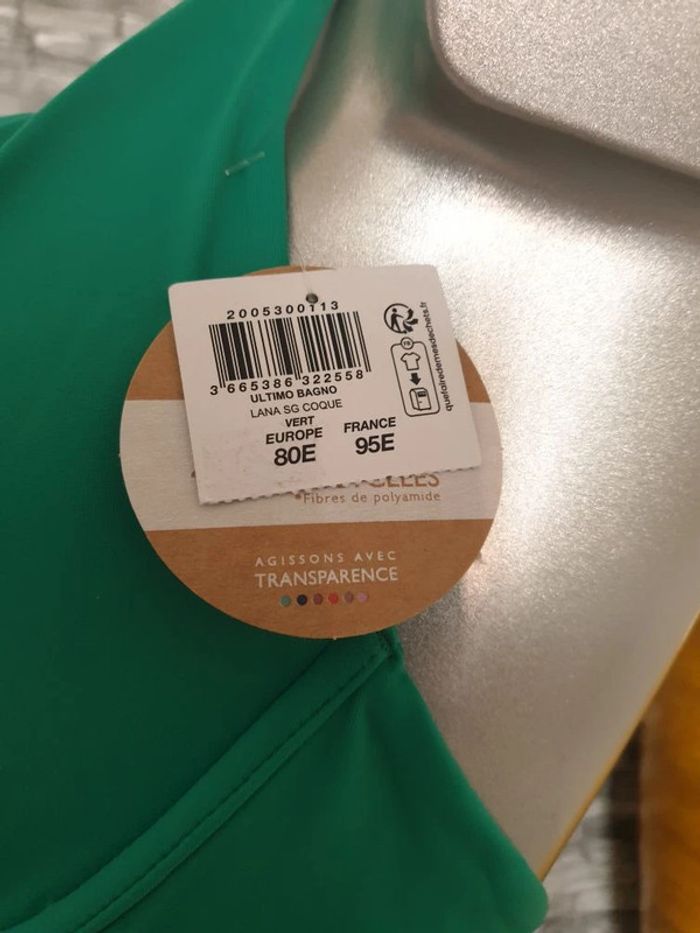 2005300113
3 665386 322558
ULTIMO BAGNO
LANA SG COQUE
VERT
EUROPE FRANCE
80E 95E
FR
quefairedemesdechets.fr
Fibres de polyamide
AGISSONS AVEC
TRANSPARENCE